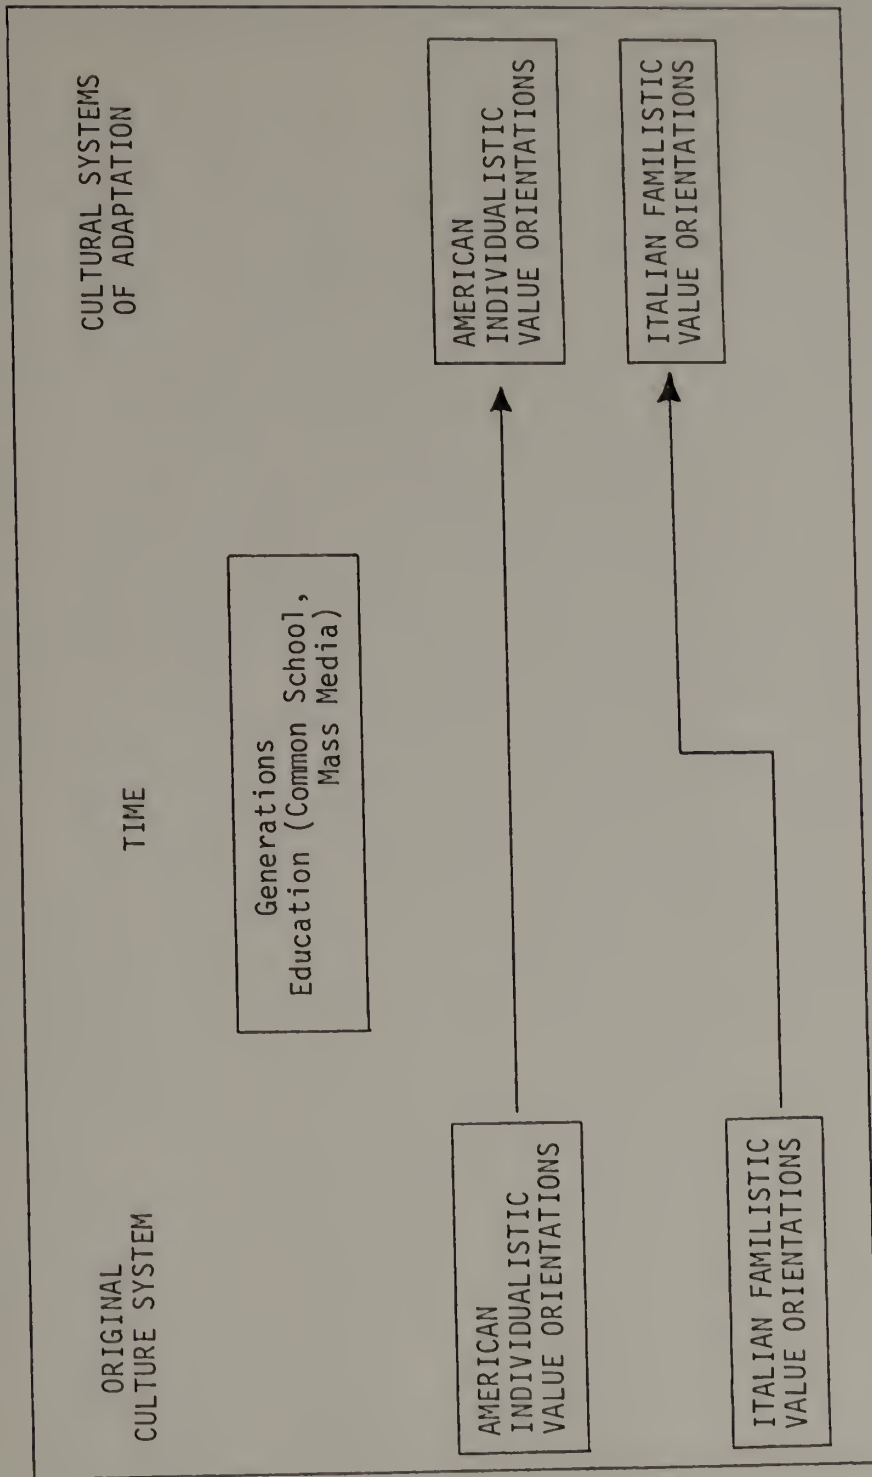 ORIGINAL
CULTURE SYSTEM
TIME
CULTURAL SYSTEMS
OF ADAPTATION
Generations
Education (Common School,
Mass Media)
AMERICAN
INDIVIDUALISTIC
VALUE ORIENTATIONS
AMERICAN
INDIVIDUALISTIC
VALUE ORIENTATIONS
ITALIAN FAMILISTIC
VALUE ORIENTATIONS
ITALIAN FAMILISTIC
VALUE ORIENTATIONS